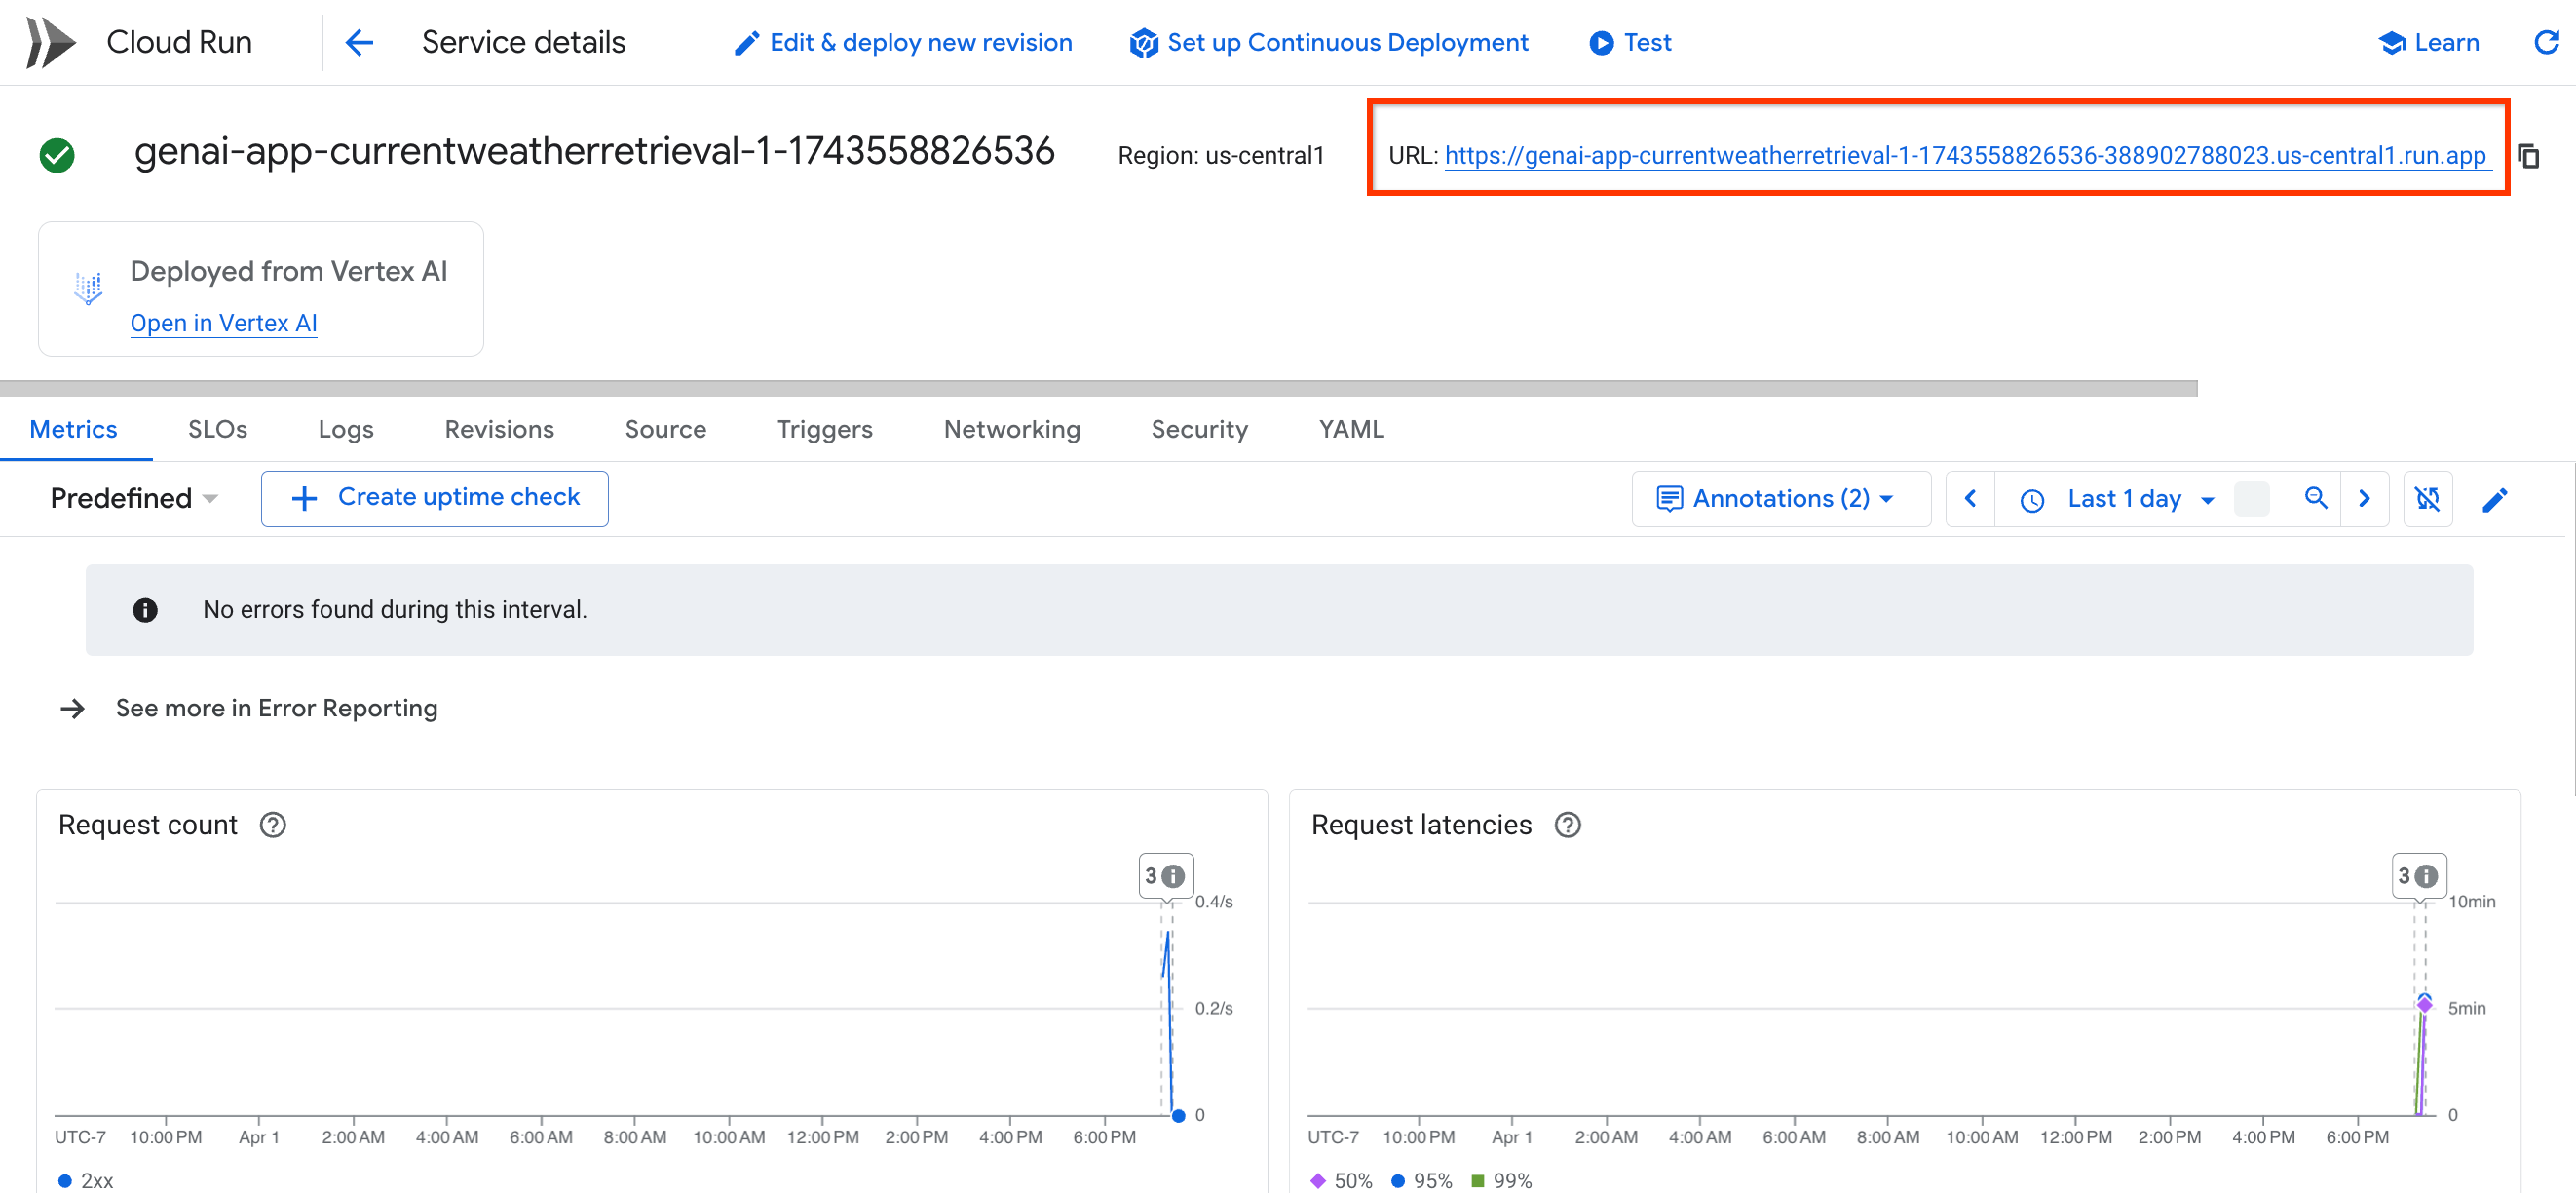 Cloud Run
Service details
Edit & deploy new revision
Set up Continuous Deployment
Test
Learn
genai-app-currentweatherretrieval-1-1743558826536
Region: us-central1
URL: https://genai-app-currentweatherretrieval-1-1743558826536-388902788023.us-central1.run.app
Deployed from Vertex AI
Open in Vertex AI
Metrics
SLOs
Logs
Revisions
Source
Triggers
Networking
Security
YAML
Predefined
Create uptime check
Annotations (2)
Last 1 day
No errors found during this interval.
See more in Error Reporting
Request count
3
0.4/s
0.2/s
0
UTC-7 10:00 PM Apr 1 2:00 AM 4:00 AM 6:00 AM 8:00 AM 10:00 AM 12:00 PM 2:00 PM 4:00 PM 6:00 PM
2xx
Request latencies
3
10min
5min
0
UTC-7 10:00 PM Apr 1 2:00 AM 4:00 AM 6:00 AM 8:00 AM 10:00 AM 12:00 PM 2:00 PM 4:00 PM 6:00 PM
50% 95% 99%